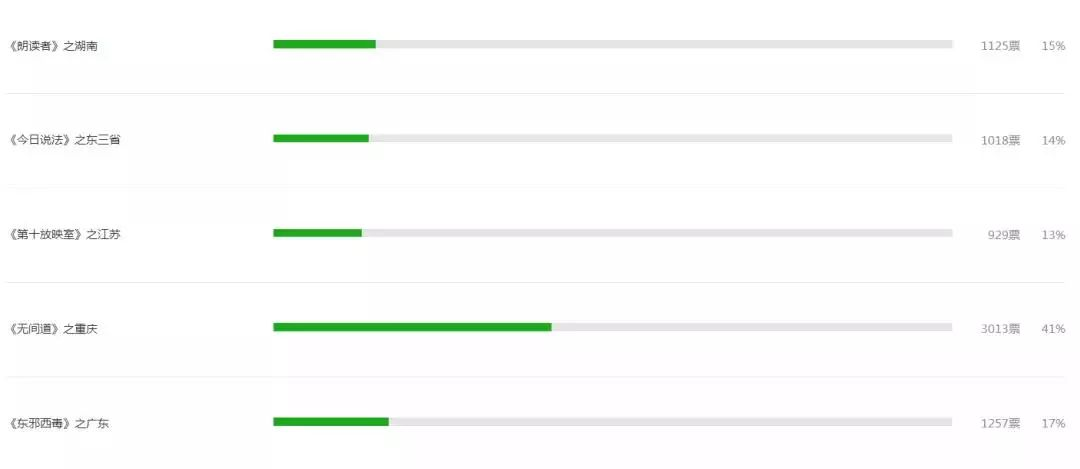 《朗读者》之湖南 1125票 15%
《今日说法》之东三省 1018票 14%
《第十放映室》之江苏 929票 13%
《无间道》之重庆 3013票 41%
《东邪西毒》之广东 1257票 17%